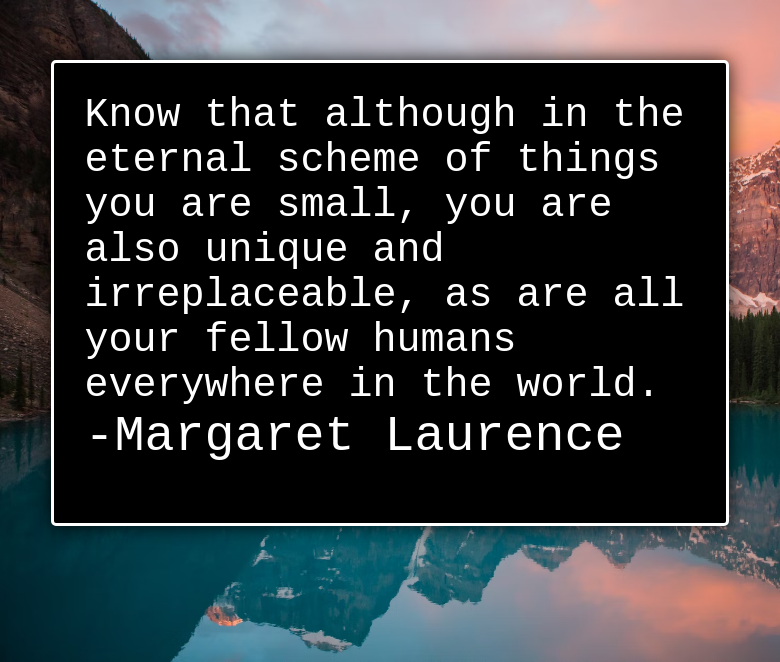 Know that although in the
eternal scheme of things
you are small, you are
also unique and
irreplaceable, as are all
your fellow humans
everywhere in the world.
-Margaret Laurence